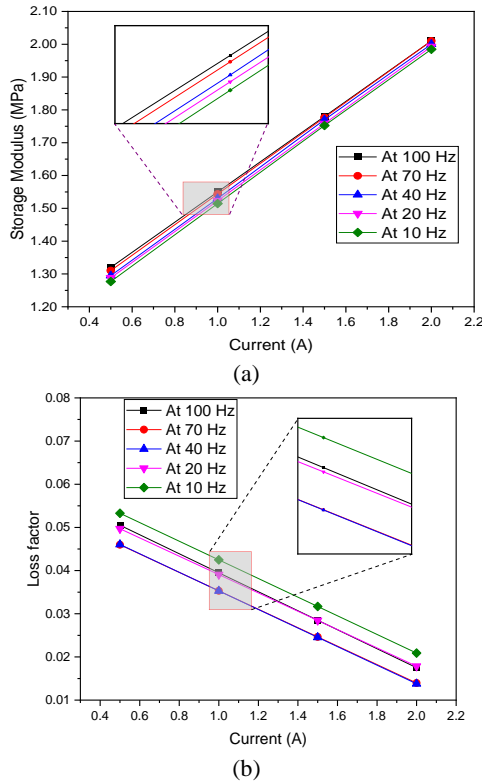 (a)
2.10
2.00
1.90
1.80
1.70
1.60
1.50
1.40
1.30
1.20
Storage Modulus (MPa)
At 100 Hz
At 70 Hz
At 40 Hz
At 20 Hz
At 10 Hz
0.4 0.6 0.8 1.0 1.2 1.4 1.6 1.8 2.0 2.2
Current (A)
(a)
0.08
0.07
0.06
0.05
0.04
0.03
0.02
0.01
Loss factor
At 100 Hz
At 70 Hz
At 40 Hz
At 20 Hz
At 10 Hz
0.4 0.6 0.8 1.0 1.2 1.4 1.6 1.8 2.0 2.2
Current (A)
(b)